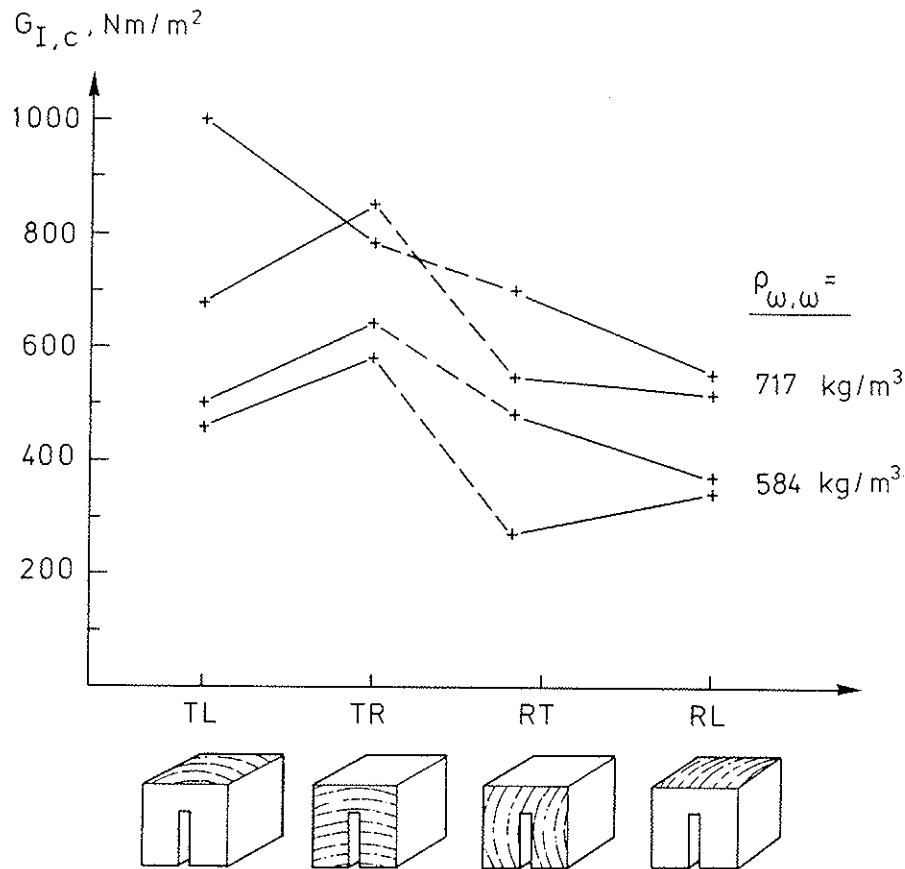 G_I,c, Nm/m²
1000
800
600
400
200
ρ_ω,ω =
717 kg/m³
584 kg/m³
TL TR RT RL